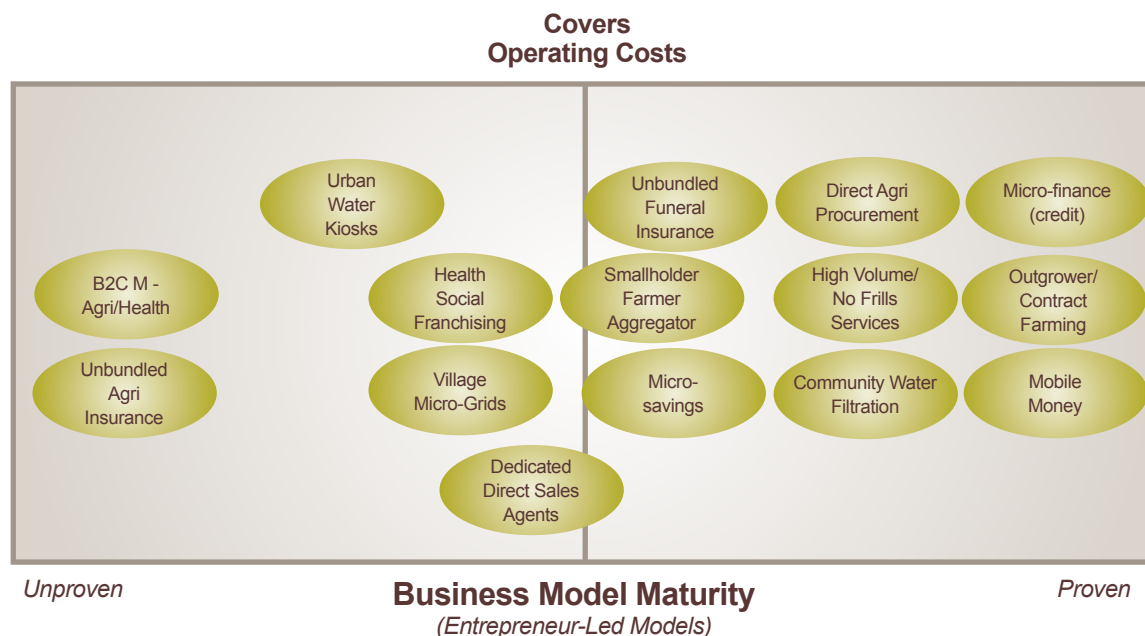 Covers
Operating Costs
Urban
Water
Kiosks
Unbundled
Funeral
Insurance
Direct Agri
Procurement
Micro-finance
(credit)
B2C M -
Agri/Health
Health
Social
Franchising
Smallholder
Farmer
Aggregator
High Volume/
No Frills
Services
Outgrower/
Contract
Farming
Unbundled
Agri
Insurance
Village
Micro-Grids
Micro-
savings
Community Water
Filtration
Mobile
Money
Dedicated
Direct Sales
Agents
Unproven
Business Model Maturity
(Entrepreneur-Led Models)
Proven